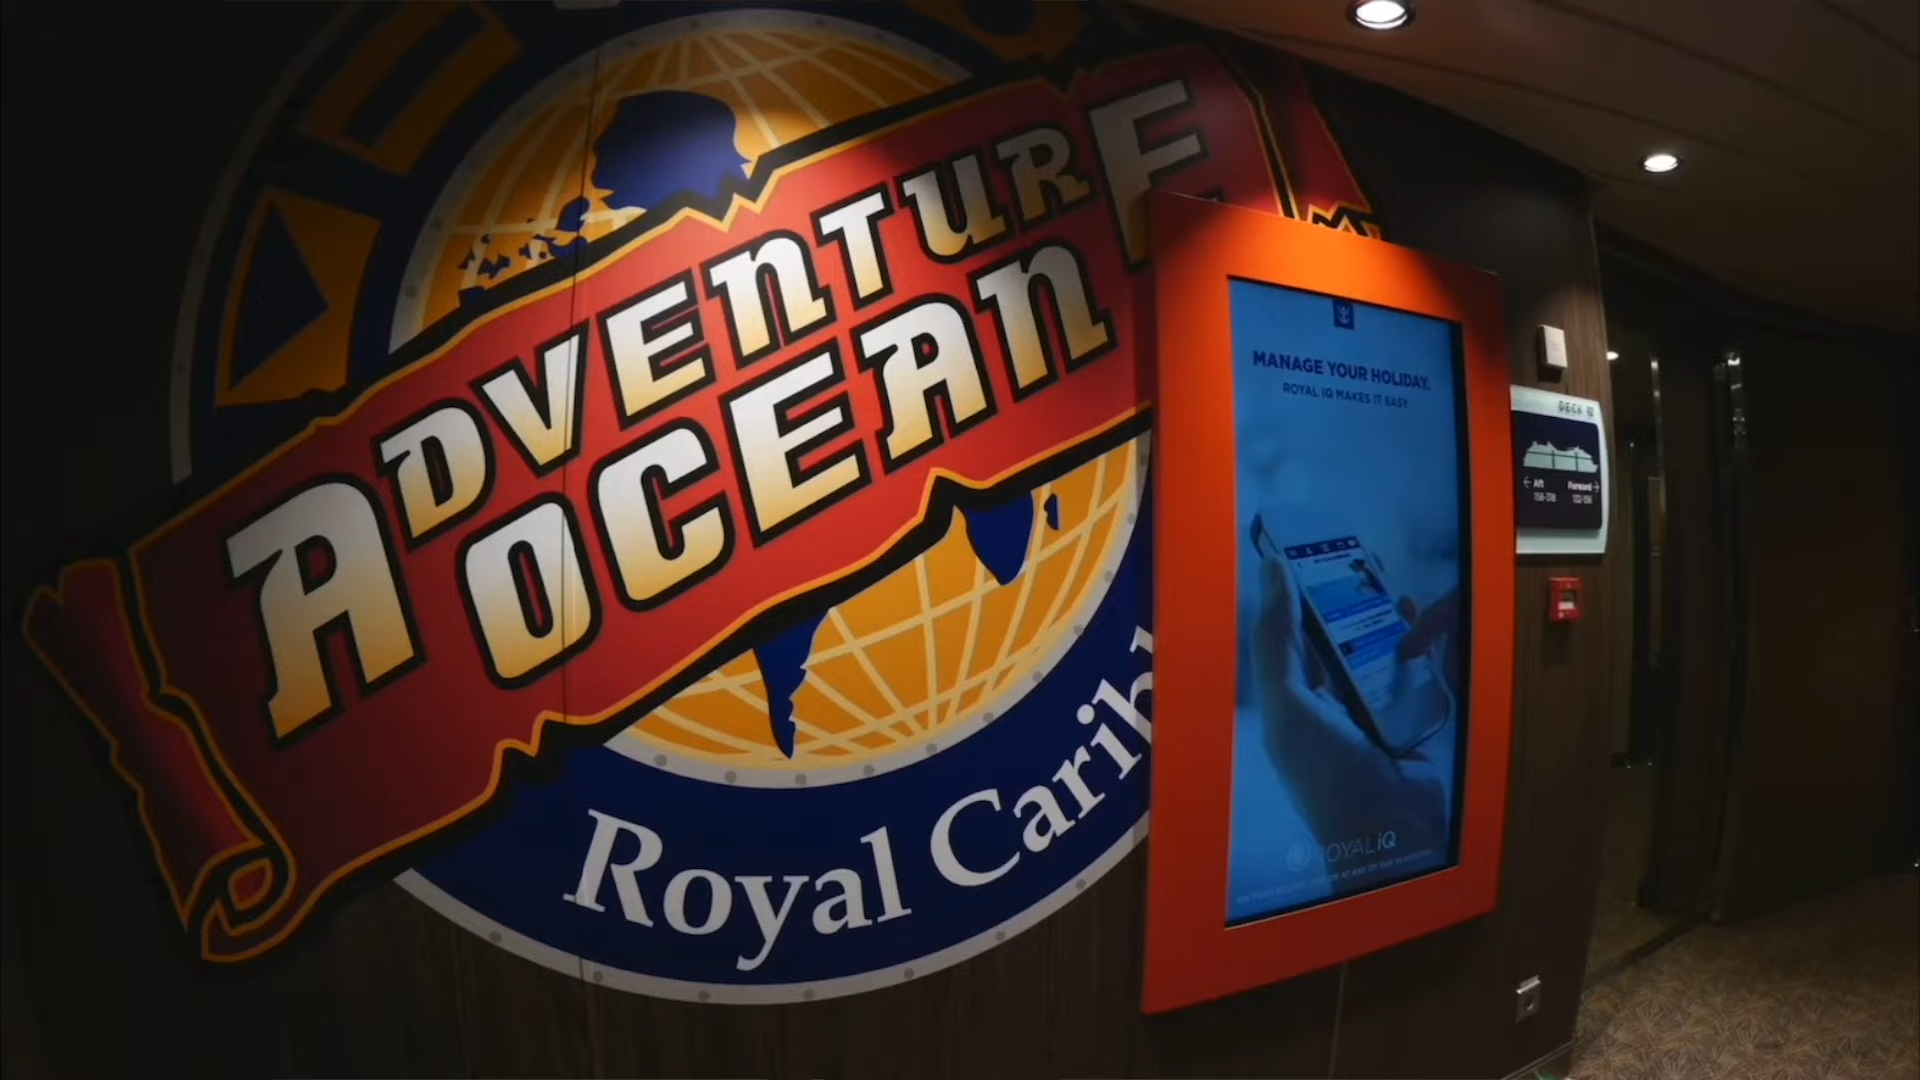 ADVENTURE
OCEAN
Royal Carib
MANAGE YOUR HOLIDAY.
ROYAL iQ MAKES IT EASY
ROYAL iQ
DECK
← Aft
Forward →